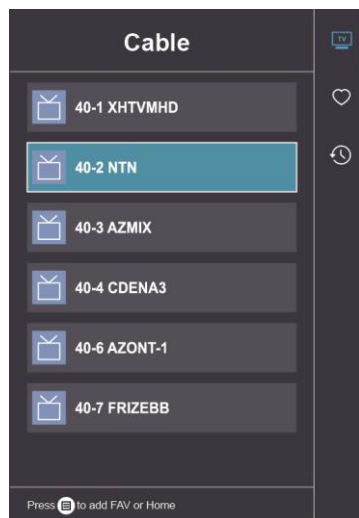 Cable
TV
40-1 XHTVMHD
40-2 NTN
40-3 AZMIX
40-4 CDENA3
40-6 AZONT-1
40-7 FRIZEBB
Press to add FAV or Home